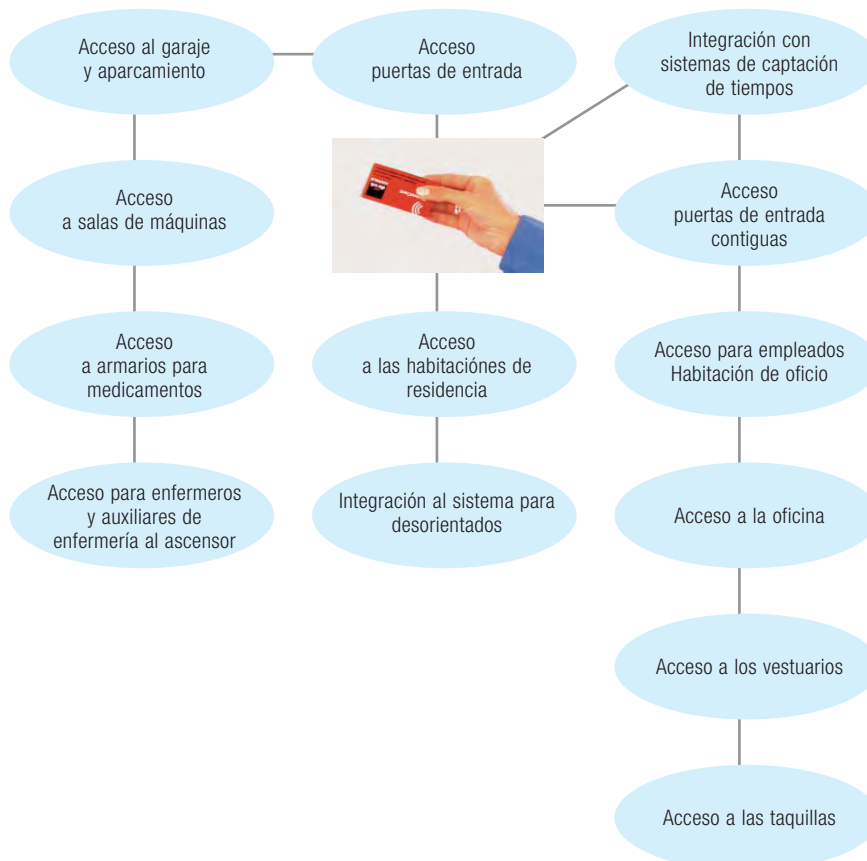 Acceso al garaje
y aparcamiento
Acceso
puertas de entrada
Integración con
sistemas de captación
de tiempos
Acceso
a salas de máquinas
Acceso
puertas de entrada
contiguas
Acceso
a armarios para
medicamentos
Acceso
a las habitaciónes de
residencia
Acceso para empleados
Habitación de oficio
Acceso para enfermeros
y auxiliares de
enfermería al ascensor
Integración al sistema para
desorientados
Acceso a la oficina
Acceso a los vestuarios
Acceso a las taquillas